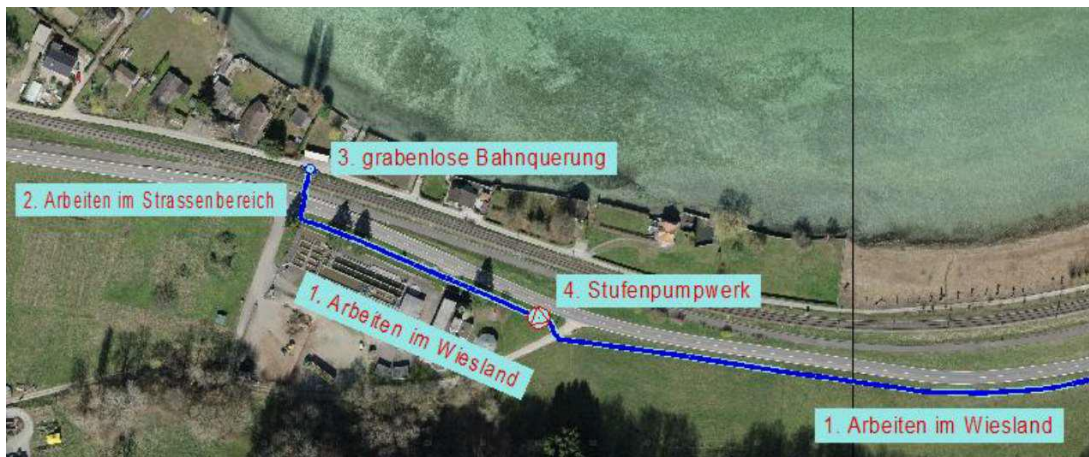 3. grabenlose Bahnquerung
2. Arbeiten im Strassenbereich
4. Stufenpumpwerk
1. Arbeiten im Wiesland
1. Arbeiten im Wiesland